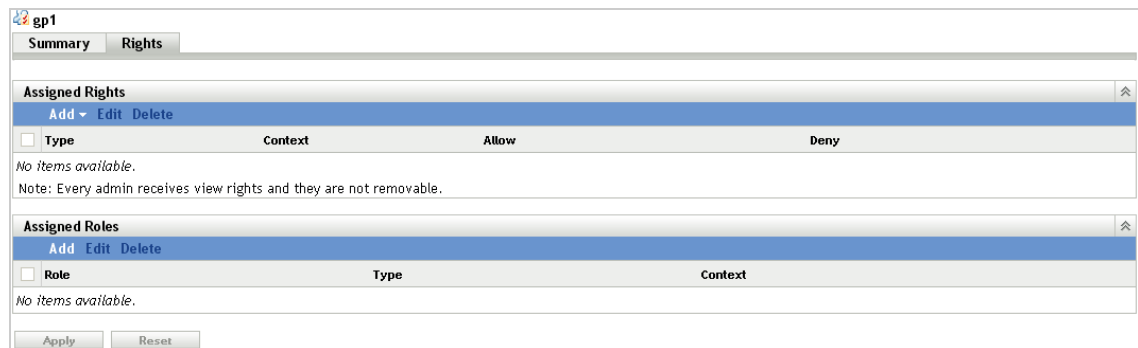 gp1
Summary Rights
Assigned Rights
Add Edit Delete
Type Context Allow Deny
No items available.
Note: Every admin receives view rights and they are not removable.
Assigned Roles
Add Edit Delete
Role Type Context
No items available.
Apply Reset